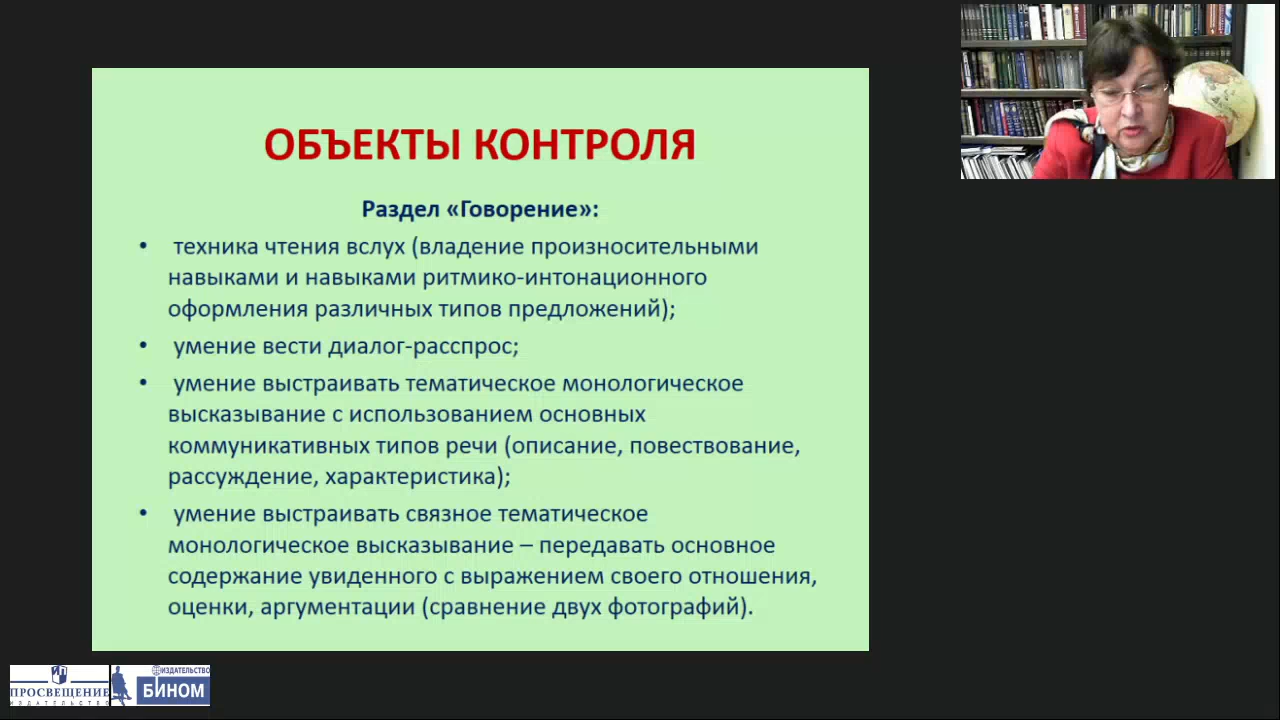 ОБЪЕКТЫ КОНТРОЛЯ
Раздел «Говорение»:
• техника чтения вслух (владение произносительными
навыками и навыками ритмико-интонационного
оформления различных типов предложений);
• умение вести диалог-расспрос;
• умение выстраивать тематическое монологическое
высказывание с использованием основных
коммуникативных типов речи (описание, повествование,
рассуждение, характеристика);
• умение выстраивать связное тематическое
монологическое высказывание – передавать основное
содержание увиденного с выражением своего отношения,
оценки, аргументации (сравнение двух фотографий).
ПРОСВЕЩЕНИЕ
ИЗДАТЕЛЬСТВО
ИЗДАТЕЛЬСТВО
БИНОМ